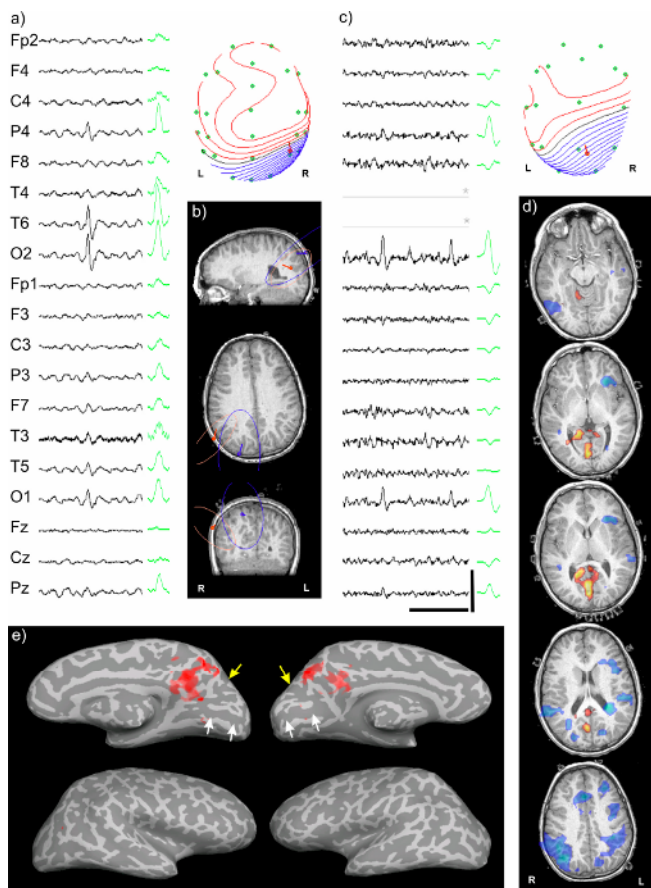 a)
Fp2
F4
C4
P4
F8
T4
T6
O2
Fp1
F3
C3
P3
F7
T3
T5
O1
Fz
Cz
Pz
L R
b)
R L
c)
*
*
L R
d)
R L
e)